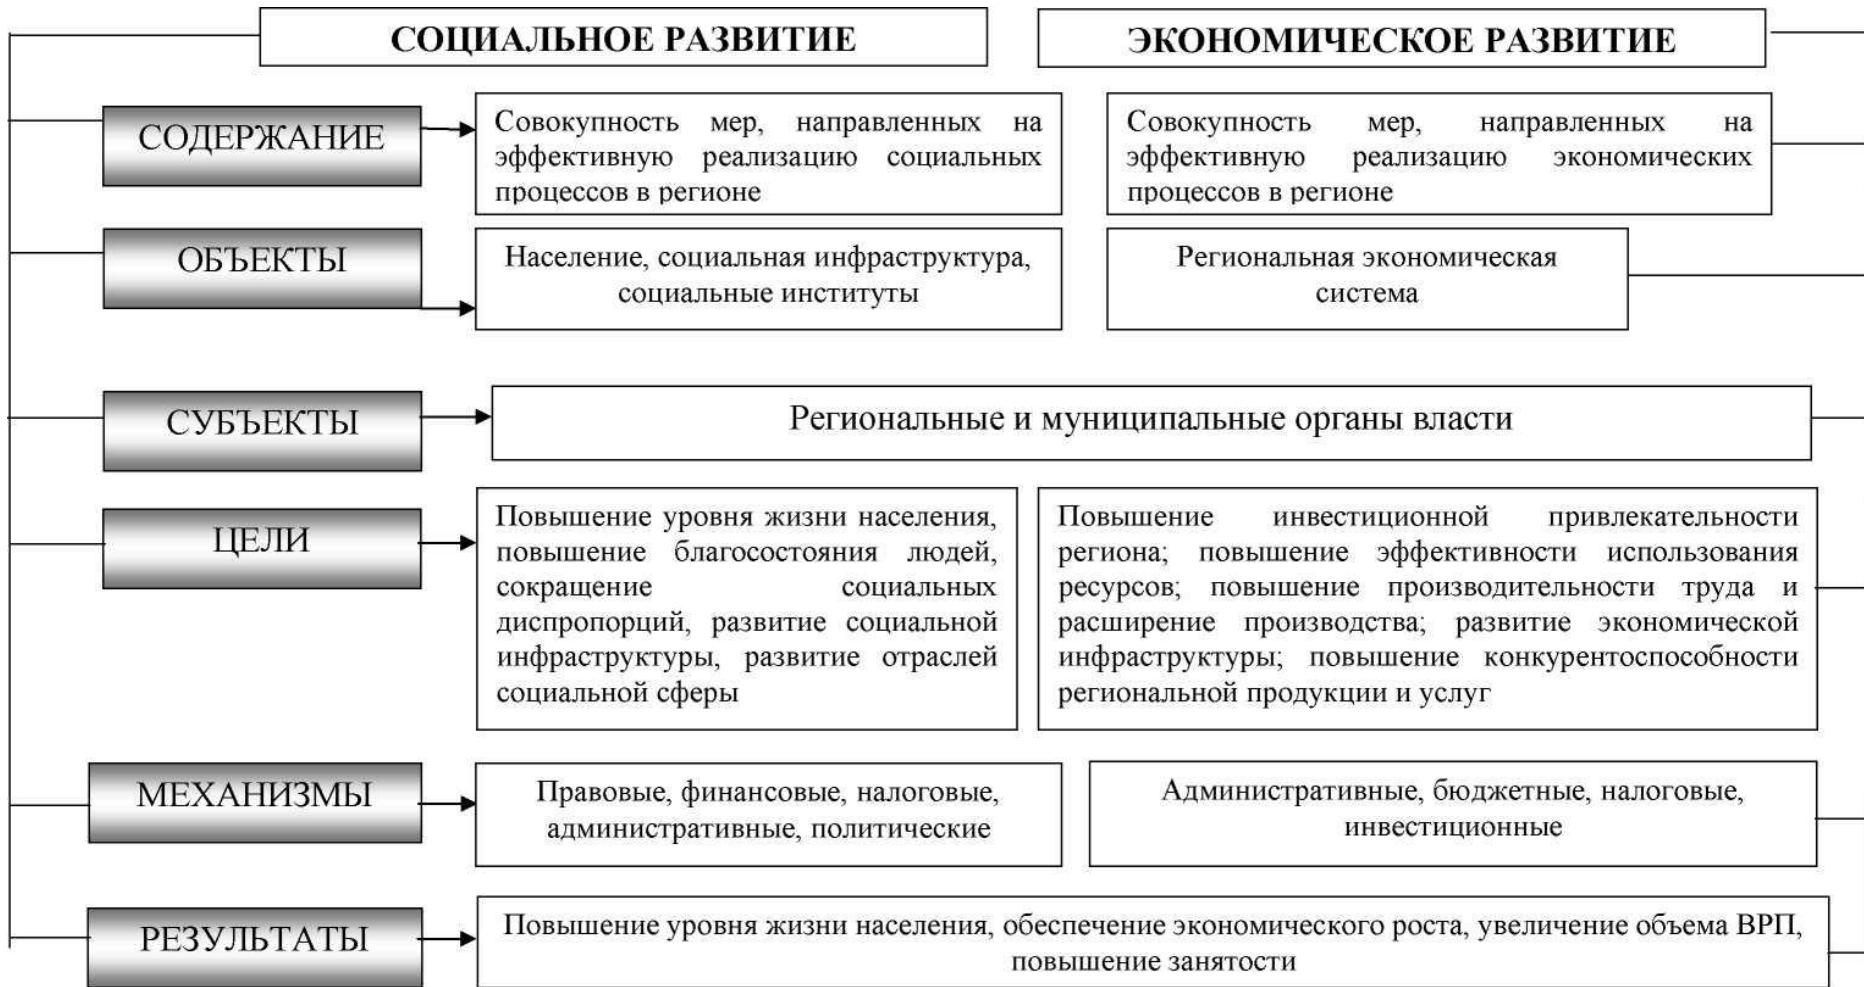 СОЦИАЛЬНОЕ РАЗВИТИЕ
ЭКОНОМИЧЕСКОЕ РАЗВИТИЕ
СОДЕРЖАНИЕ
Совокупность мер, направленных на
эффективную реализацию социальных
процессов в регионе
Совокупность мер, направленных на
эффективную реализацию экономических
процессов в регионе
ОБЪЕКТЫ
Население, социальная инфраструктура,
социальные институты
Региональная экономическая
система
СУБЪЕКТЫ
Региональные и муниципальные органы власти
ЦЕЛИ
Повышение уровня жизни населения,
повышение благосостояния людей,
сокращение социальных
диспропорций, развитие социальной
инфраструктуры, развитие отраслей
социальной сферы
Повышение инвестиционной привлекательности
региона; повышение эффективности использования
ресурсов; повышение производительности труда и
расширение производства; развитие экономической
инфраструктуры; повышение конкурентоспособности
региональной продукции и услуг
МЕХАНИЗМЫ
Правовые, финансовые, налоговые,
административные, политические
Административные, бюджетные, налоговые,
инвестиционные
РЕЗУЛЬТАТЫ
Повышение уровня жизни населения, обеспечение экономического роста, увеличение объема ВРП,
повышение занятости